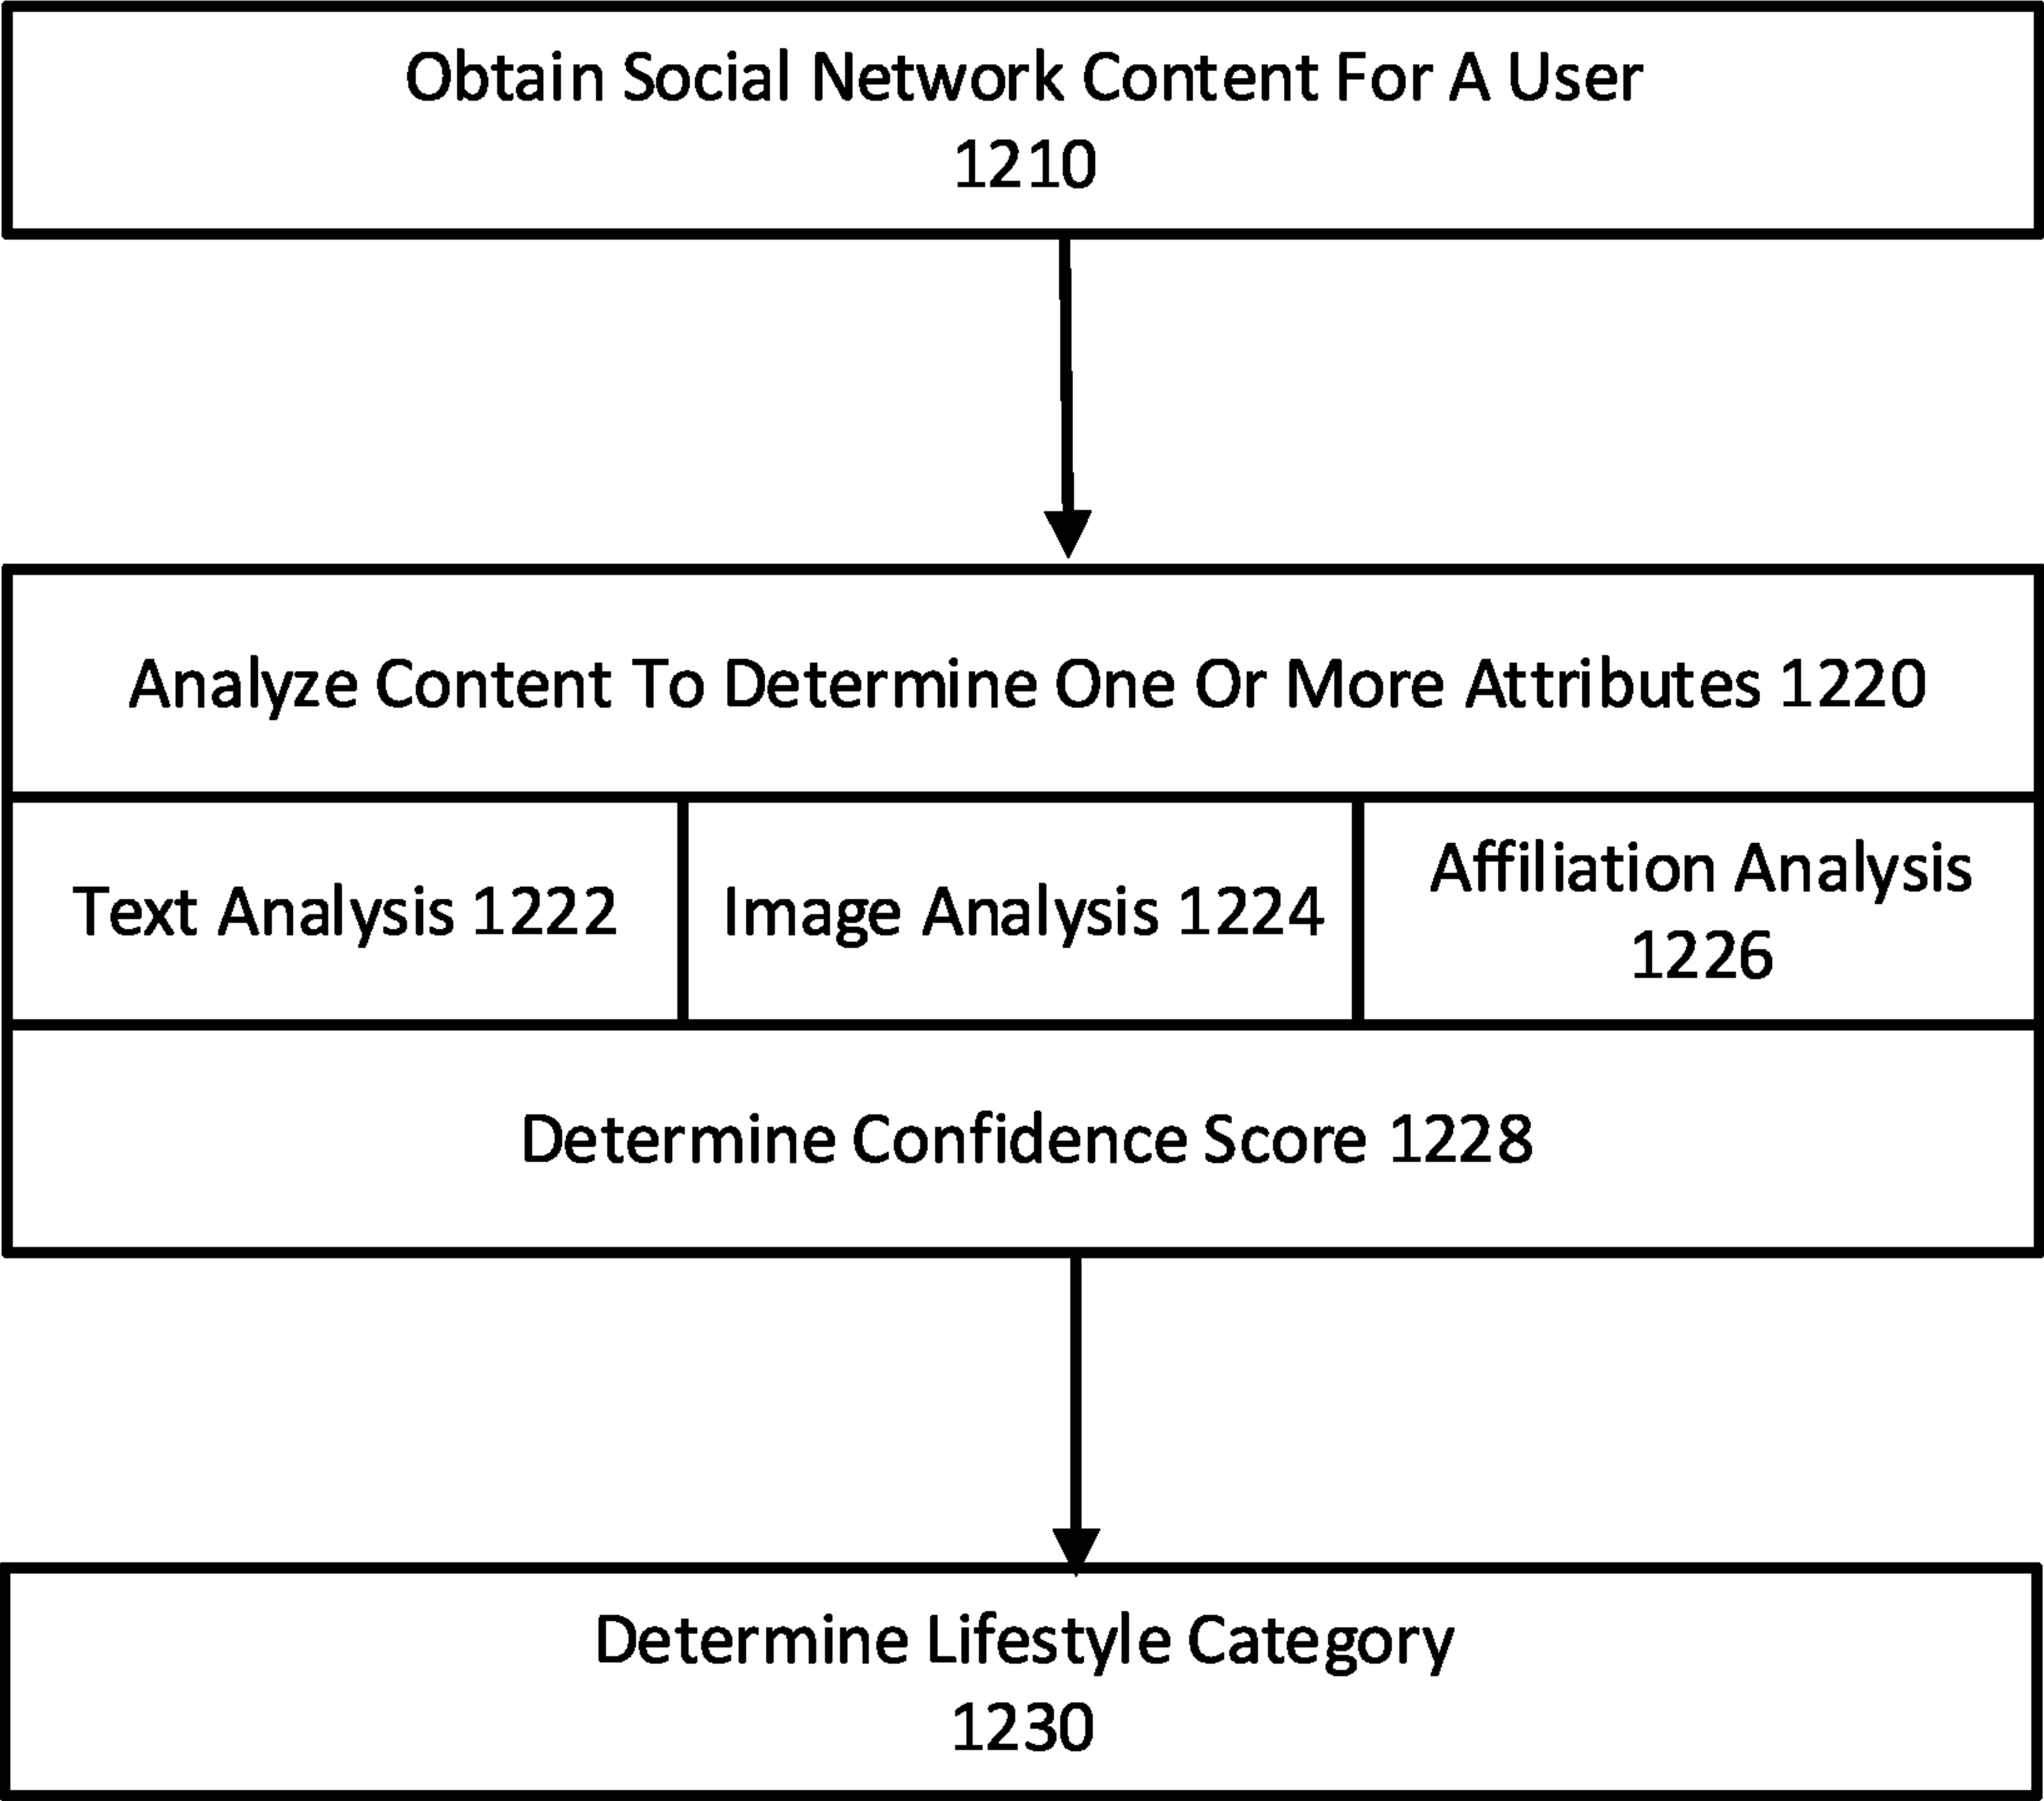 Obtain Social Network Content For A User
1210
Analyze Content To Determine One Or More Attributes 1220
Text Analysis 1222
Image Analysis 1224
Affiliation Analysis
1226
Determine Confidence Score 1228
Determine Lifestyle Category
1230